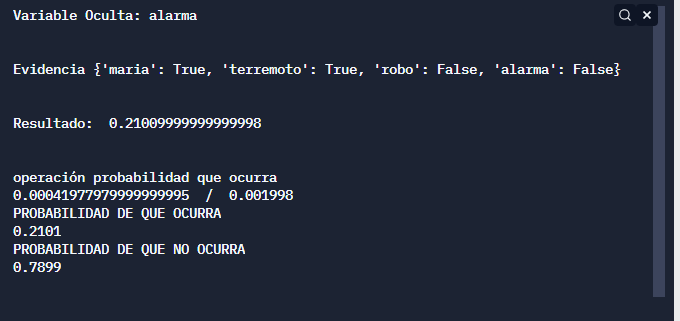 Variable Oculta: alarma
Evidencia {'maria': True, 'terremoto': True, 'robo': False, 'alarma': False}
Resultado:  0.21009999999999998
operación probabilidad que ocurra
0.00041977979999999995  /  0.001998
PROBABILIDAD DE QUE OCURRA
0.2101
PROBABILIDAD DE QUE NO OCURRA
0.7899